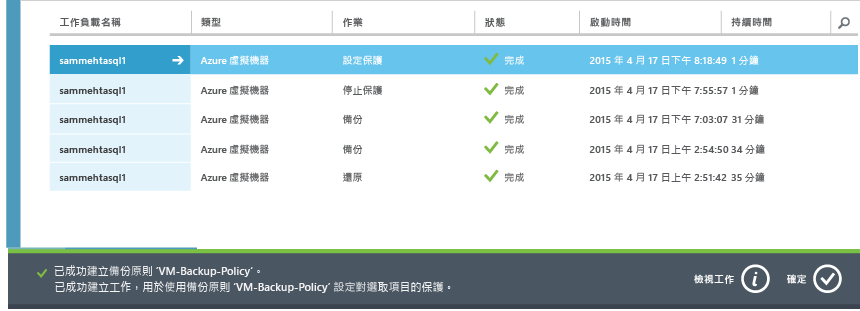 工作負載名稱 類型 作業 狀態 啟動時間 持續時間
sammehtasql1 Azure 虛擬機器 設定保護 完成 2015 年 4 月 17 日下午 8:18:49 1 分鐘
sammehtasql1 Azure 虛擬機器 停止保護 完成 2015 年 4 月 17 日下午 7:55:57 1 分鐘
sammehtasql1 Azure 虛擬機器 備份 完成 2015 年 4 月 17 日下午 7:03:07 31 分鐘
sammehtasql1 Azure 虛擬機器 備份 完成 2015 年 4 月 17 日上午 2:54:50 34 分鐘
sammehtasql1 Azure 虛擬機器 還原 完成 2015 年 4 月 17 日上午 2:51:42 35 分鐘
已成功建立備份原則 'VM-Backup-Policy'。
已成功建立工作，用於使用備份原則 'VM-Backup-Policy' 設定對選取項目的保護。
檢視工作 i 確定